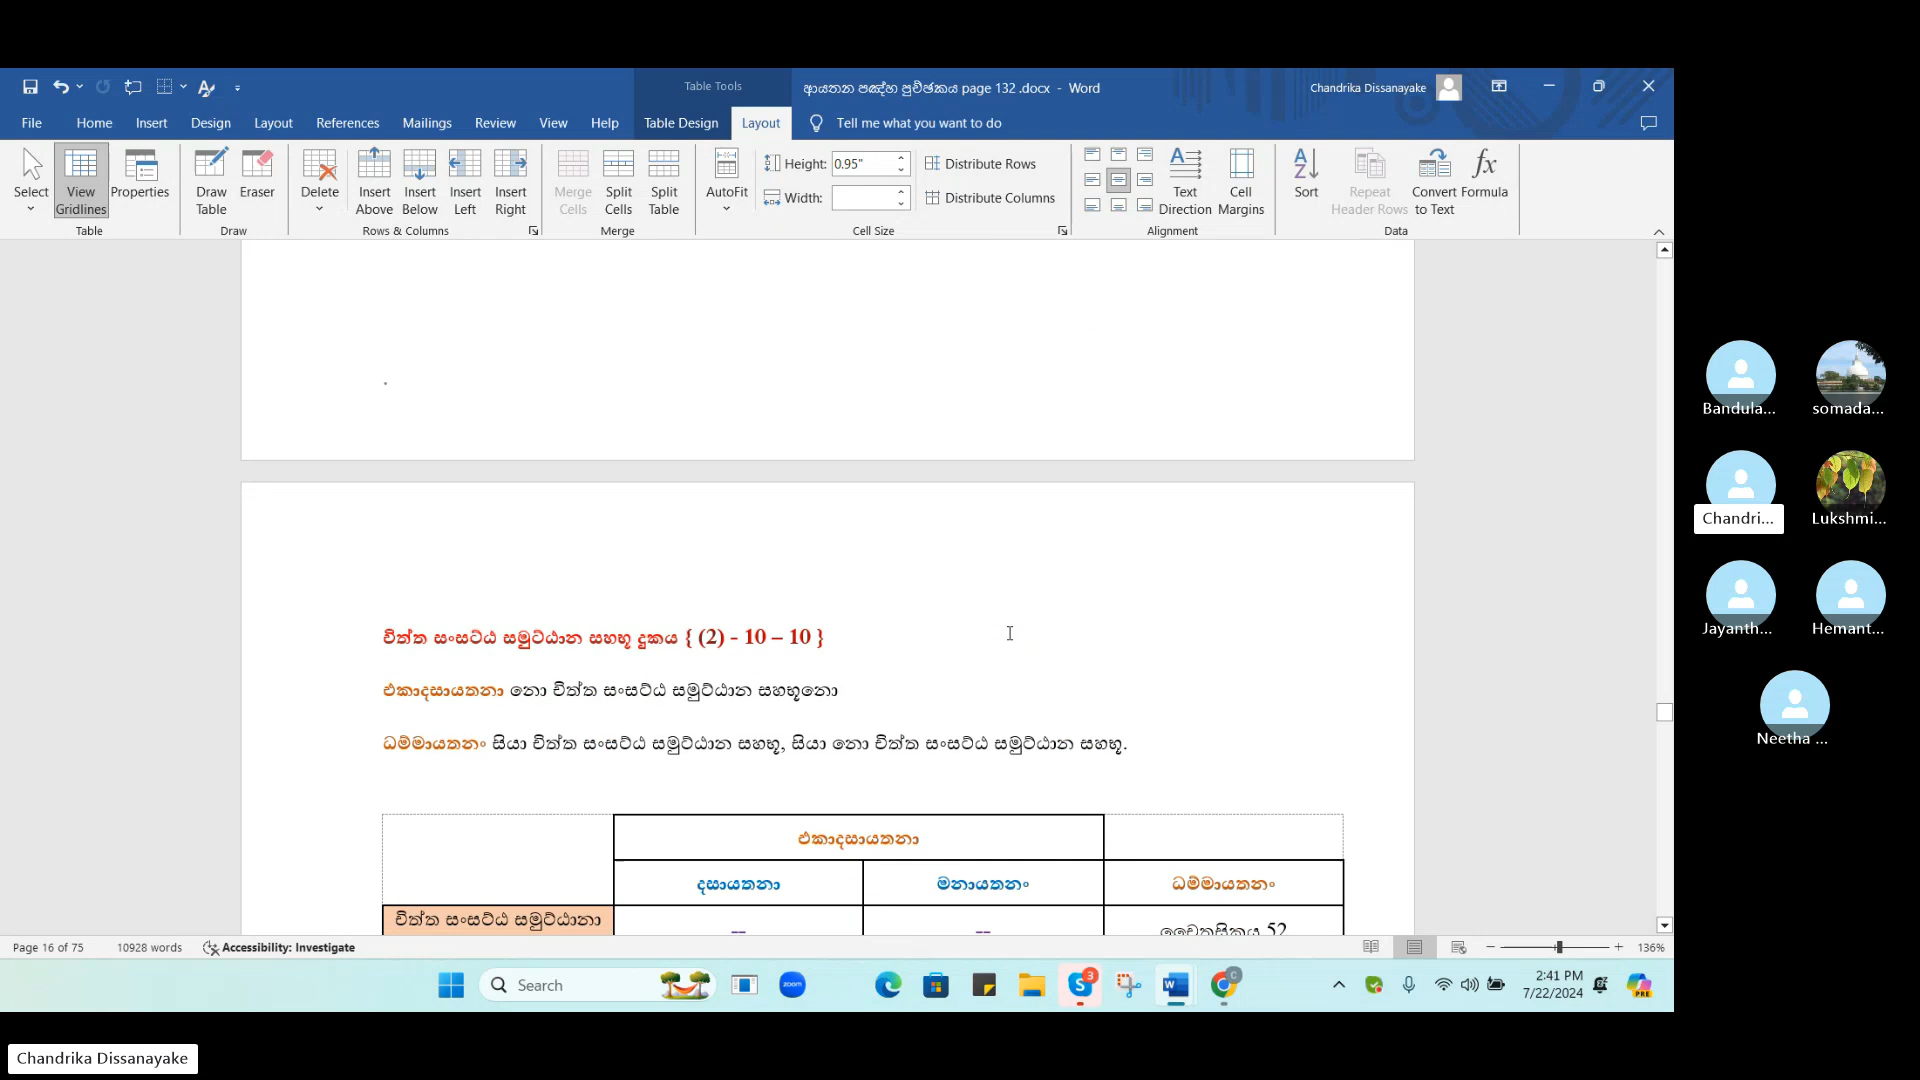 Table Tools
ආයතන පඤ්හ පුච්ඡකය page 132 .docx - Word
Chandrika Dissanayake
File Home Insert Design Layout References Mailings Review View Help Table Design Layout Tell me what you want to do
Height: 0.95" Distribute Rows
Width: Distribute Columns
Select View Gridlines Properties Draw Table Eraser Delete Insert Above Insert Below Insert Left Insert Right Merge Cells Split Cells Split Table AutoFit Text Direction Cell Margins Sort Repeat Header Rows Convert to Text Formula
Table Draw Rows & Columns Merge Cell Size Alignment Data
චිත්ත සංසට්ඨ සමුට්ඨාන සහභූ දුකය { (2) - 10 – 10 }
එකාදසායතනා නො චිත්ත සංසට්ඨ සමුට්ඨාන සහභූනො
ධම්මායතනං සියා චිත්ත සංසට්ඨ සමුට්ඨාන සහභූ, සියා නො චිත්ත සංසට්ඨ සමුට්ඨාන සහභූ.
එකාදසායතනා
දසායතනා මනායතනං ධම්මායතනං
චිත්ත සංසට්ඨ සමුට්ඨානා -- -- චෛතසිකය 52
Page 16 of 75 10928 words Accessibility: Investigate 136%
Search zoom 3 C PRE
2:41 PM
7/22/2024
Bandula... somada...
Chandri... Lukshmi...
Jayanth... Hemant...
Neetha ...
Chandrika Dissanayake